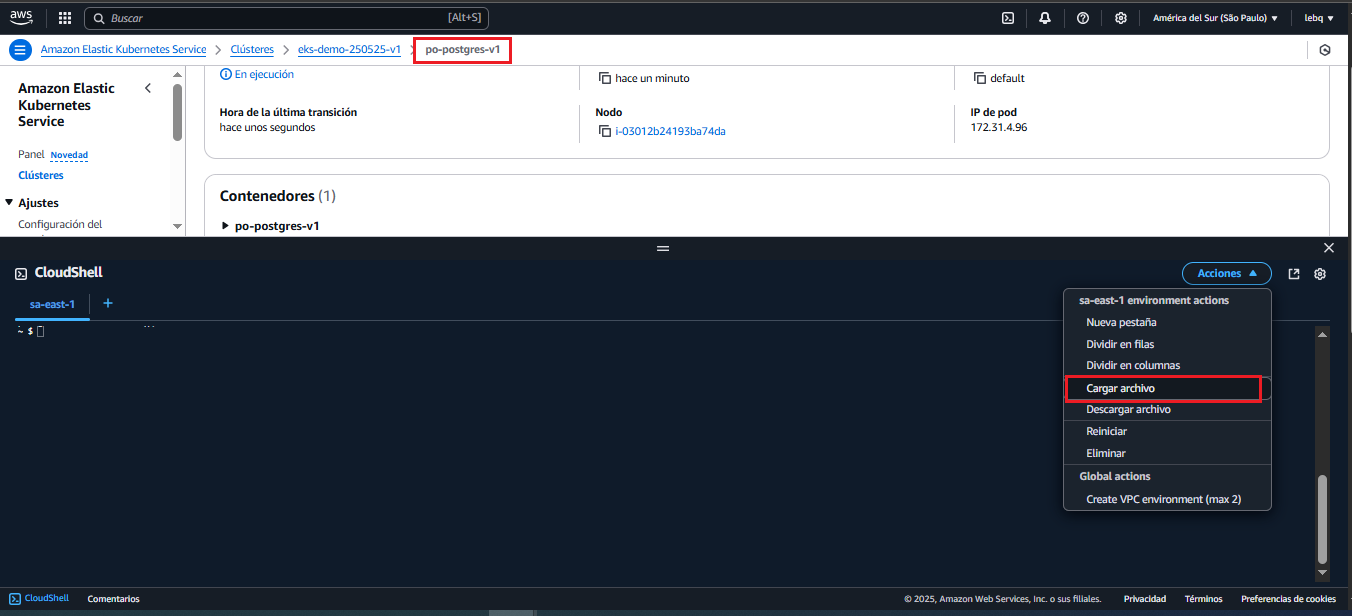 aws
Buscar [Alt+S] América del Sur (São Paulo) ▼ lebq ▼
Amazon Elastic Kubernetes Service > Clústeres > eks-demo-250525-v1 > po-postgres-v1
Amazon Elastic
Kubernetes
Service
Panel Novedad
Clústeres
Ajustes
Configuración del
En ejecución
hace un minuto
default
Hora de la última transición
hace unos segundos
Nodo
i-03012b24193ba74da
IP de pod
172.31.4.96
Contenedores (1)
po-postgres-v1
CloudShell
Acciones
sa-east-1 +
~ $
sa-east-1 environment actions
Nueva pestaña
Dividir en filas
Dividir en columnas
Cargar archivo
Descargar archivo
Reiniciar
Eliminar
Global actions
Create VPC environment (max 2)
CloudShell Comentarios © 2025, Amazon Web Services, Inc. o sus filiales. Privacidad Términos Preferencias de cookies